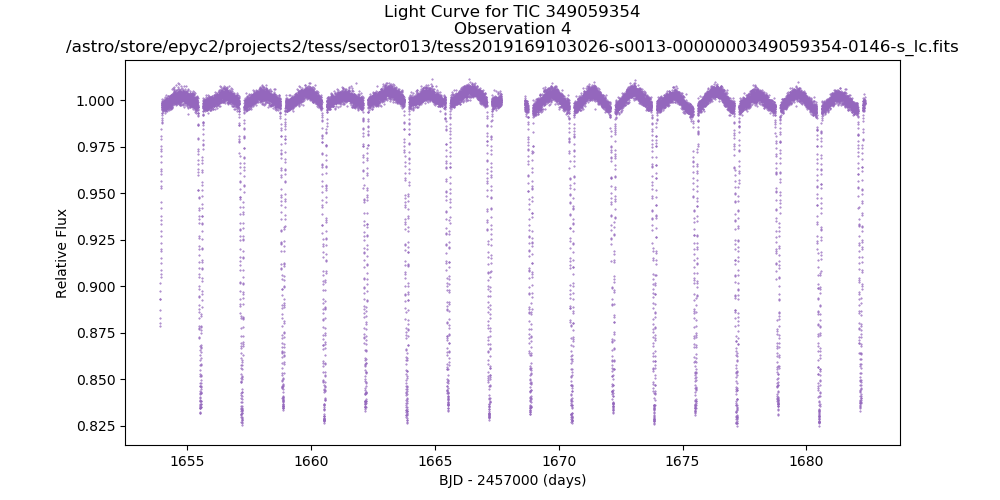 Light Curve for TIC 349059354
Observation 4
/astro/store/epyc2/projects2/tess/sector013/tess2019169103026-s0013-0000000349059354-0146-s_lc.fits
1.000
0.975
0.950
0.925
0.900
0.875
0.850
0.825
Relative Flux
1655
1660
1665
1670
1675
1680
BJD - 2457000 (days)